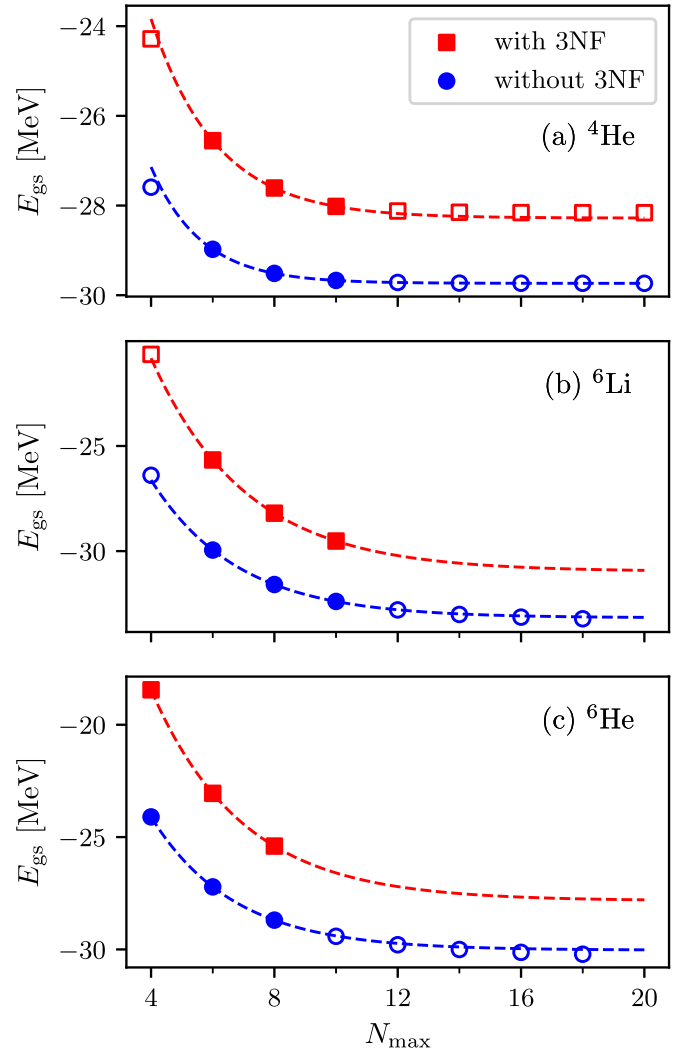 with 3NF
without 3NF
(a) ⁴He
E_gs [MeV]
−24
−26
−28
−30
(b) ⁶Li
E_gs [MeV]
−25
−30
(c) ⁶He
E_gs [MeV]
−20
−25
−30
4 8 12 16 20
N_max